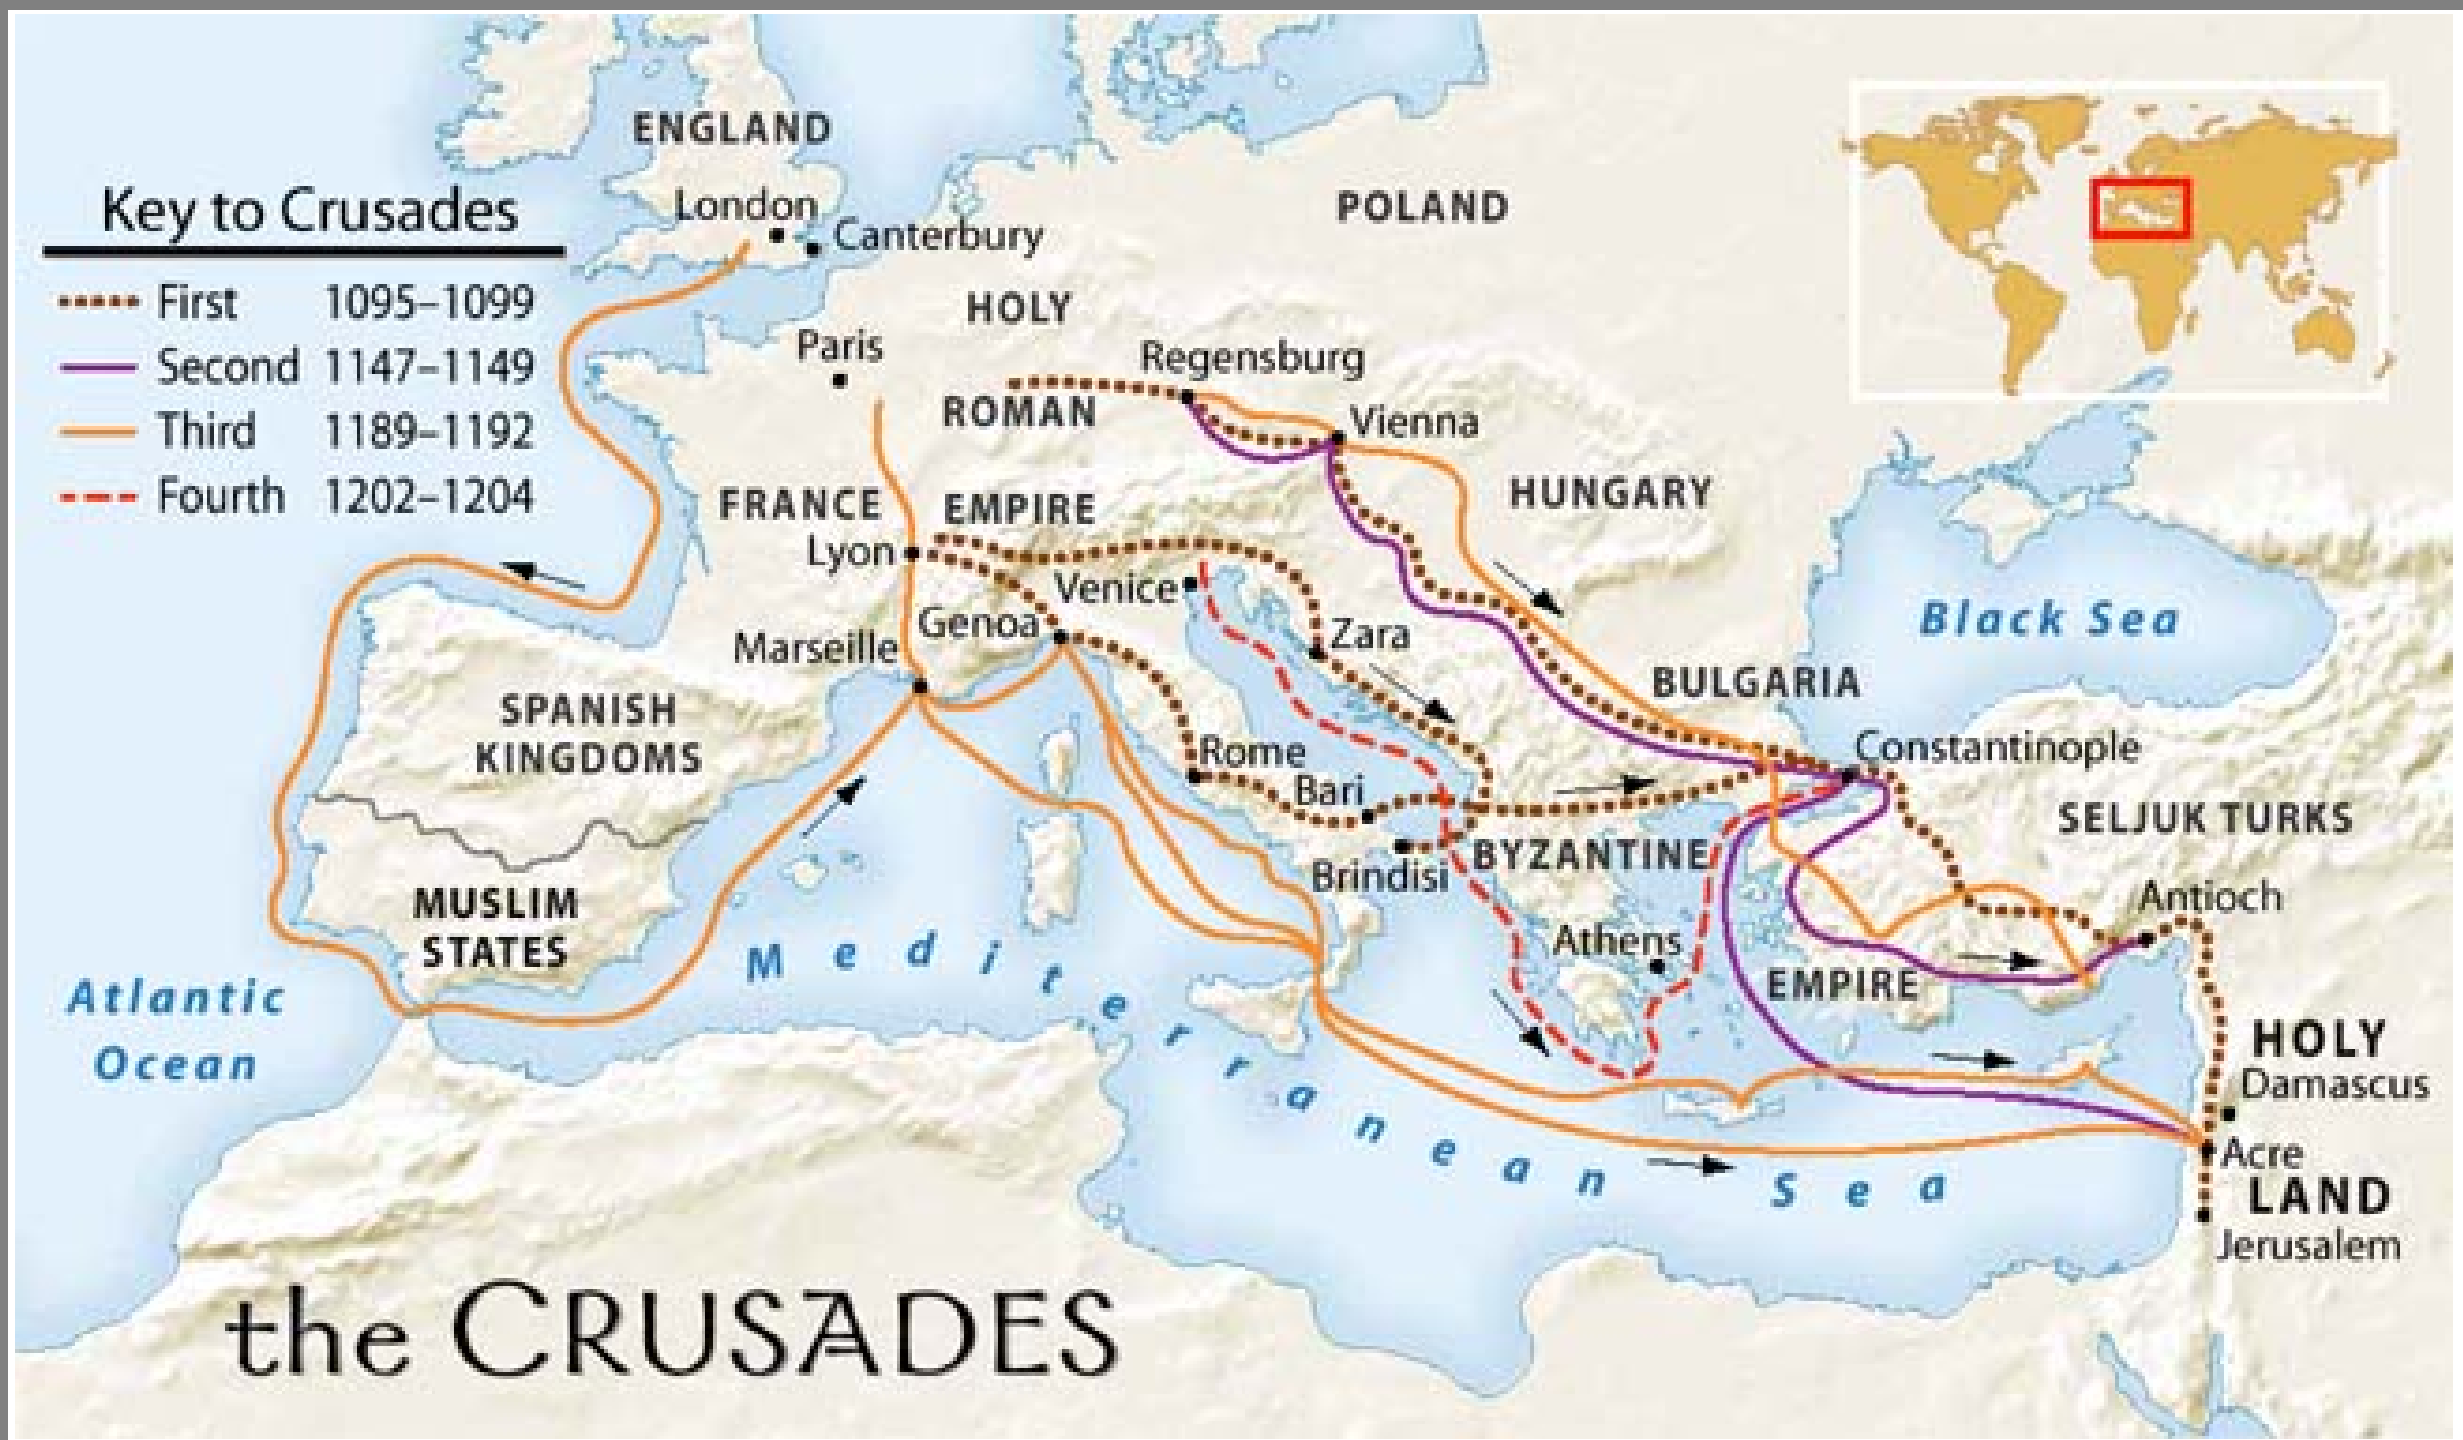 ENGLAND
London
Canterbury
Key to Crusades
First 1095–1099
Second 1147–1149
Third 1189–1192
Fourth 1202–1204
POLAND
HOLY
Paris
Regensburg
ROMAN
Vienna
FRANCE
EMPIRE
HUNGARY
Lyon
Venice
Genoa
Marseille
Zara
Black Sea
BULGARIA
SPANISH
KINGDOMS
Rome
Bari
Constantinople
SELJUK TURKS
BYZANTINE
Brindisi
MUSLIM
STATES
Antioch
Athens
EMPIRE
Atlantic
Ocean
Mediterranean Sea
HOLY
Damascus
Acre
LAND
Jerusalem
the CRUSADES